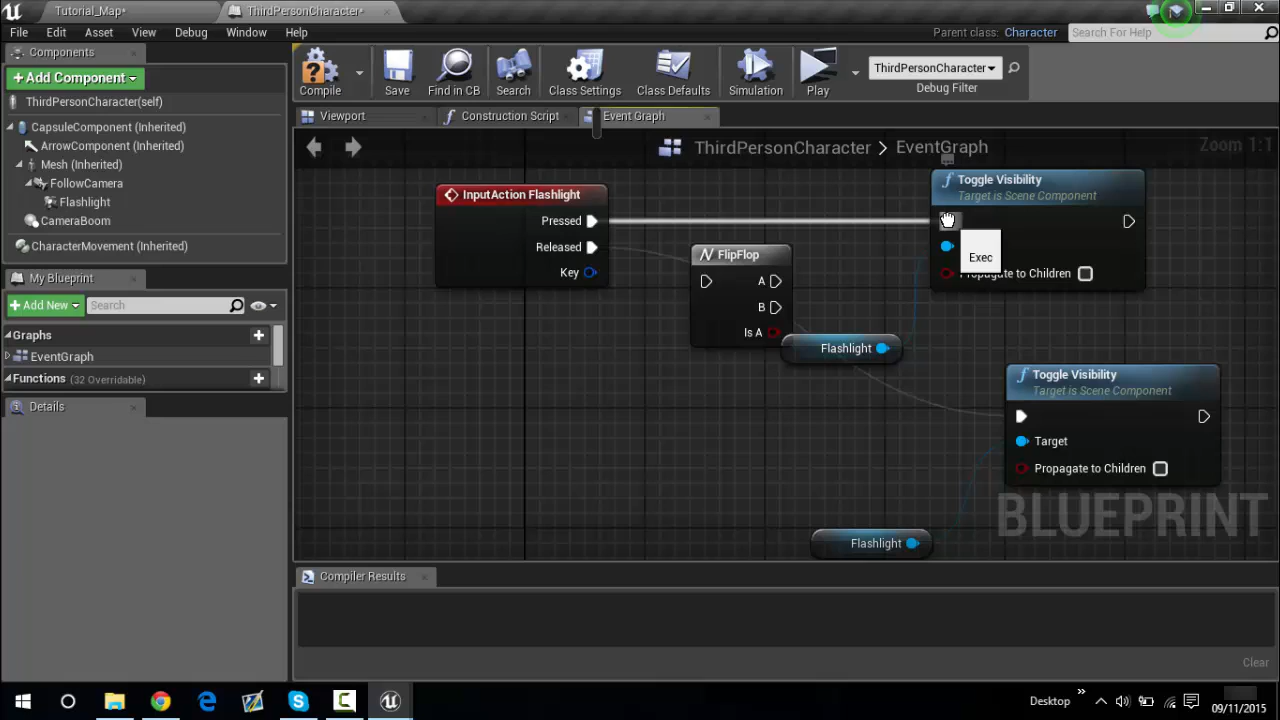 Tutorial_Map*
ThirdPersonCharacter*
File Edit Asset View Debug Window Help
Parent class: Character
Search For Help
Components
+Add Component
ThirdPersonCharacter(self)
CapsuleComponent (Inherited)
ArrowComponent (Inherited)
Mesh (Inherited)
FollowCamera
Flashlight
CameraBoom
CharacterMovement (Inherited)
My Blueprint
+Add New
Search
Graphs
EventGraph
Functions (32 Overridable)
Details
Compile
Save
Find in CB
Search
Class Settings
Class Defaults
Simulation
Play
ThirdPersonCharacter
Debug Filter
Viewport
Construction Script
Event Graph
ThirdPersonCharacter > EventGraph
Zoom 1:1
InputAction Flashlight
Pressed
Released
Key
FlipFlop
A
B
Is A
Flashlight
Toggle Visibility
Target is Scene Component
Exec
Propagate to Children
Toggle Visibility
Target is Scene Component
Target
Propagate to Children
Flashlight
BLUEPRINT
Compiler Results
Clear
Desktop
09/11/2015